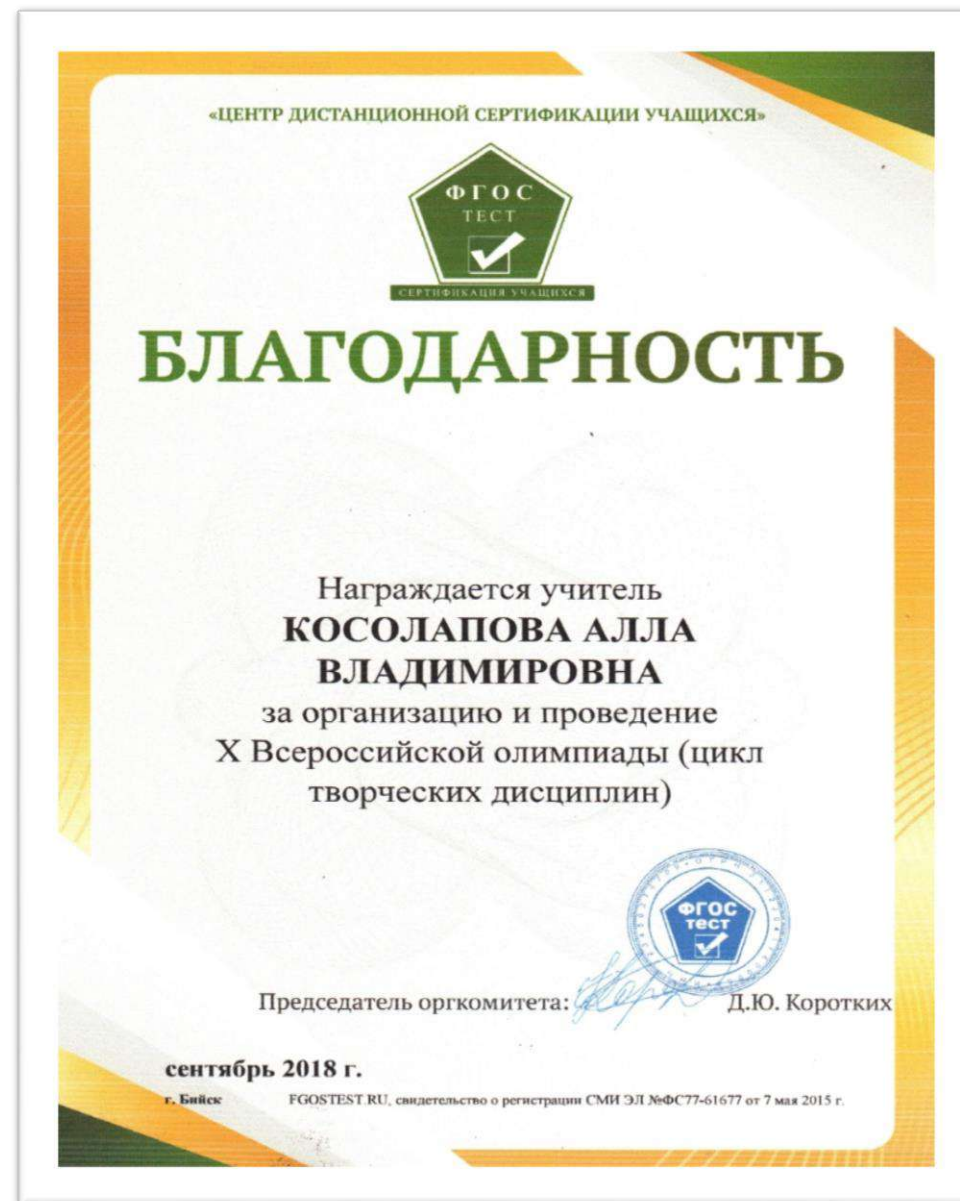 «ЦЕНТР ДИСТАНЦИОННОЙ СЕРТИФИКАЦИИ УЧАЩИХСЯ»
ФГОС
ТЕСТ
СЕРТИФИКАЦИЯ УЧАЩИХСЯ
БЛАГОДАРНОСТЬ
Награждается учитель
КОСОЛАПОВА АЛЛА
ВЛАДИМИРОВНА
за организацию и проведение
X Всероссийской олимпиады (цикл
творческих дисциплин)
ФГОС
тест
Председатель оргкомитета:
Д.Ю. Коротких
сентябрь 2018 г.
г. Бийск
FGOSTEST.RU, свидетельство о регистрации СМИ ЭЛ №ФС77-61677 от 7 мая 2015 г.